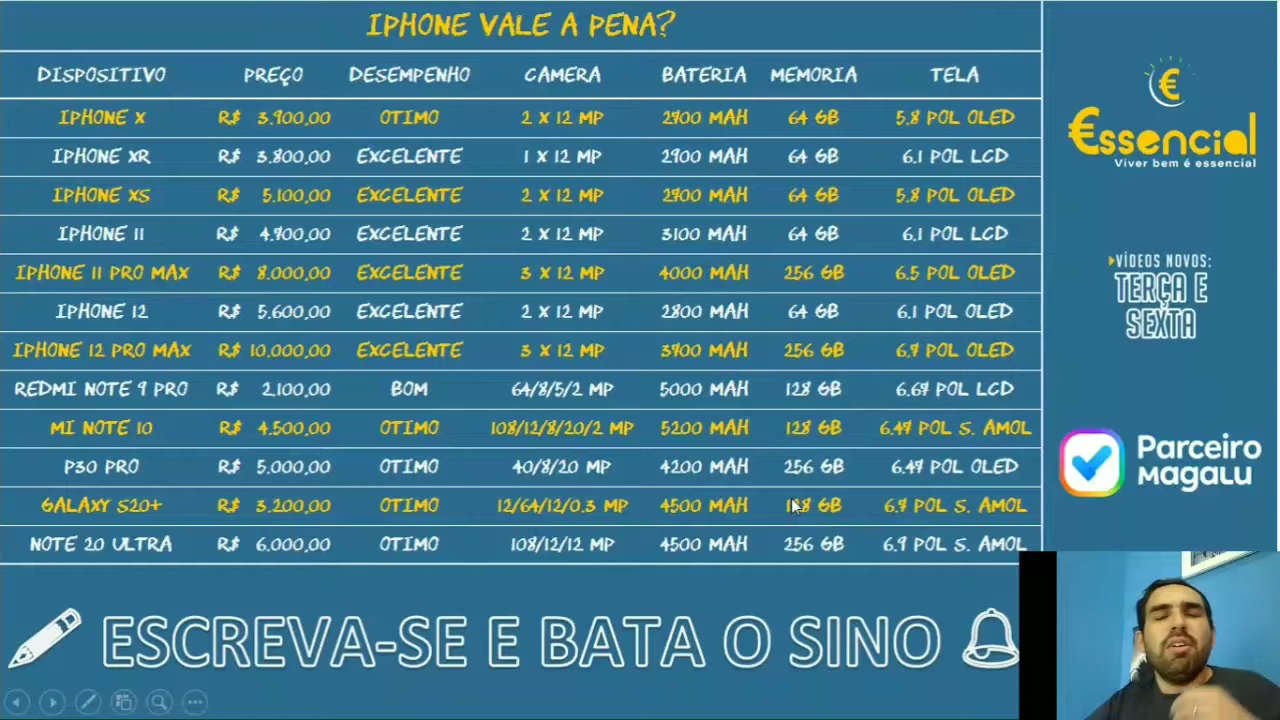 IPHONE VALE A PENA?
DISPOSITIVO PREÇO DESEMPENHO CAMERA BATERIA MEMORIA TELA
IPHONE X R$ 3.900,00 OTIMO 2 X 12 MP 2700 MAH 64 GB 5.8 POL OLED
IPHONE XR R$ 3.800,00 EXCELENTE 1 X 12 MP 2900 MAH 64 GB 6.1 POL LCD
IPHONE XS R$ 5.100,00 EXCELENTE 2 X 12 MP 2700 MAH 64 GB 5.8 POL OLED
IPHONE 11 R$ 4.700,00 EXCELENTE 2 X 12 MP 3100 MAH 64 GB 6.1 POL LCD
IPHONE 11 PRO MAX R$ 8.000,00 EXCELENTE 3 X 12 MP 4000 MAH 256 GB 6.5 POL OLED
IPHONE 12 R$ 5.600,00 EXCELENTE 2 X 12 MP 2800 MAH 64 GB 6.1 POL OLED
IPHONE 12 PRO MAX R$ 10.000,00 EXCELENTE 3 X 12 MP 3700 MAH 256 GB 6.7 POL OLED
REDMI NOTE 9 PRO R$ 2.100,00 BOM 64/8/5/2 MP 5000 MAH 128 GB 6.67 POL LCD
MI NOTE 10 R$ 4.500,00 OTIMO 108/12/8/20/2 MP 5200 MAH 128 GB 6.47 POL S. AMOL
P30 PRO R$ 5.000,00 OTIMO 40/8/20 MP 4200 MAH 256 GB 6.47 POL OLED
GALAXY S20+ R$ 3.200,00 OTIMO 12/64/12/0.3 MP 4500 MAH 128 GB 6.7 POL S. AMOL
NOTE 20 ULTRA R$ 6.000,00 OTIMO 108/12/12 MP 4500 MAH 256 GB 6.9 POL S. AMOL
ESCREVA-SE E BATA O SINO
€
€ssencial
Viver bem é essencial
VÍDEOS NOVOS:
TERÇA E
SEXTA
Parceiro
Magalu